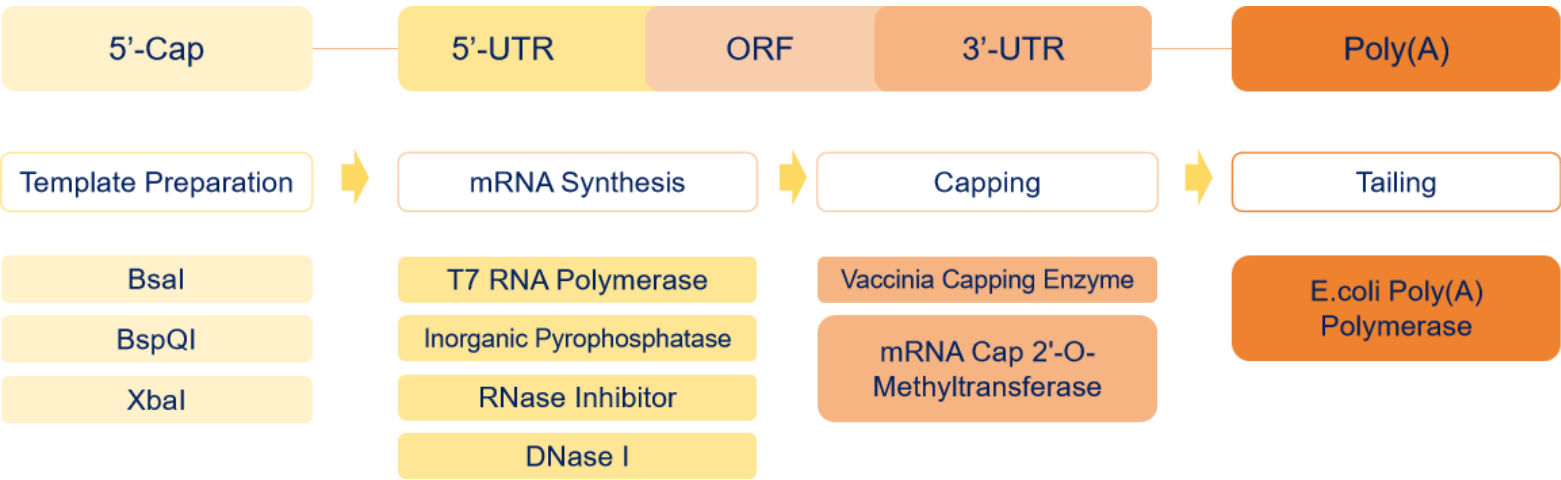 5’-Cap
5’-UTR
ORF
3’-UTR
Poly(A)
Template Preparation
mRNA Synthesis
Capping
Tailing
BsaI
BspQI
XbaI
T7 RNA Polymerase
Inorganic Pyrophosphatase
RNase Inhibitor
DNase I
Vaccinia Capping Enzyme
mRNA Cap 2'-O-
Methyltransferase
E.coli Poly(A)
Polymerase